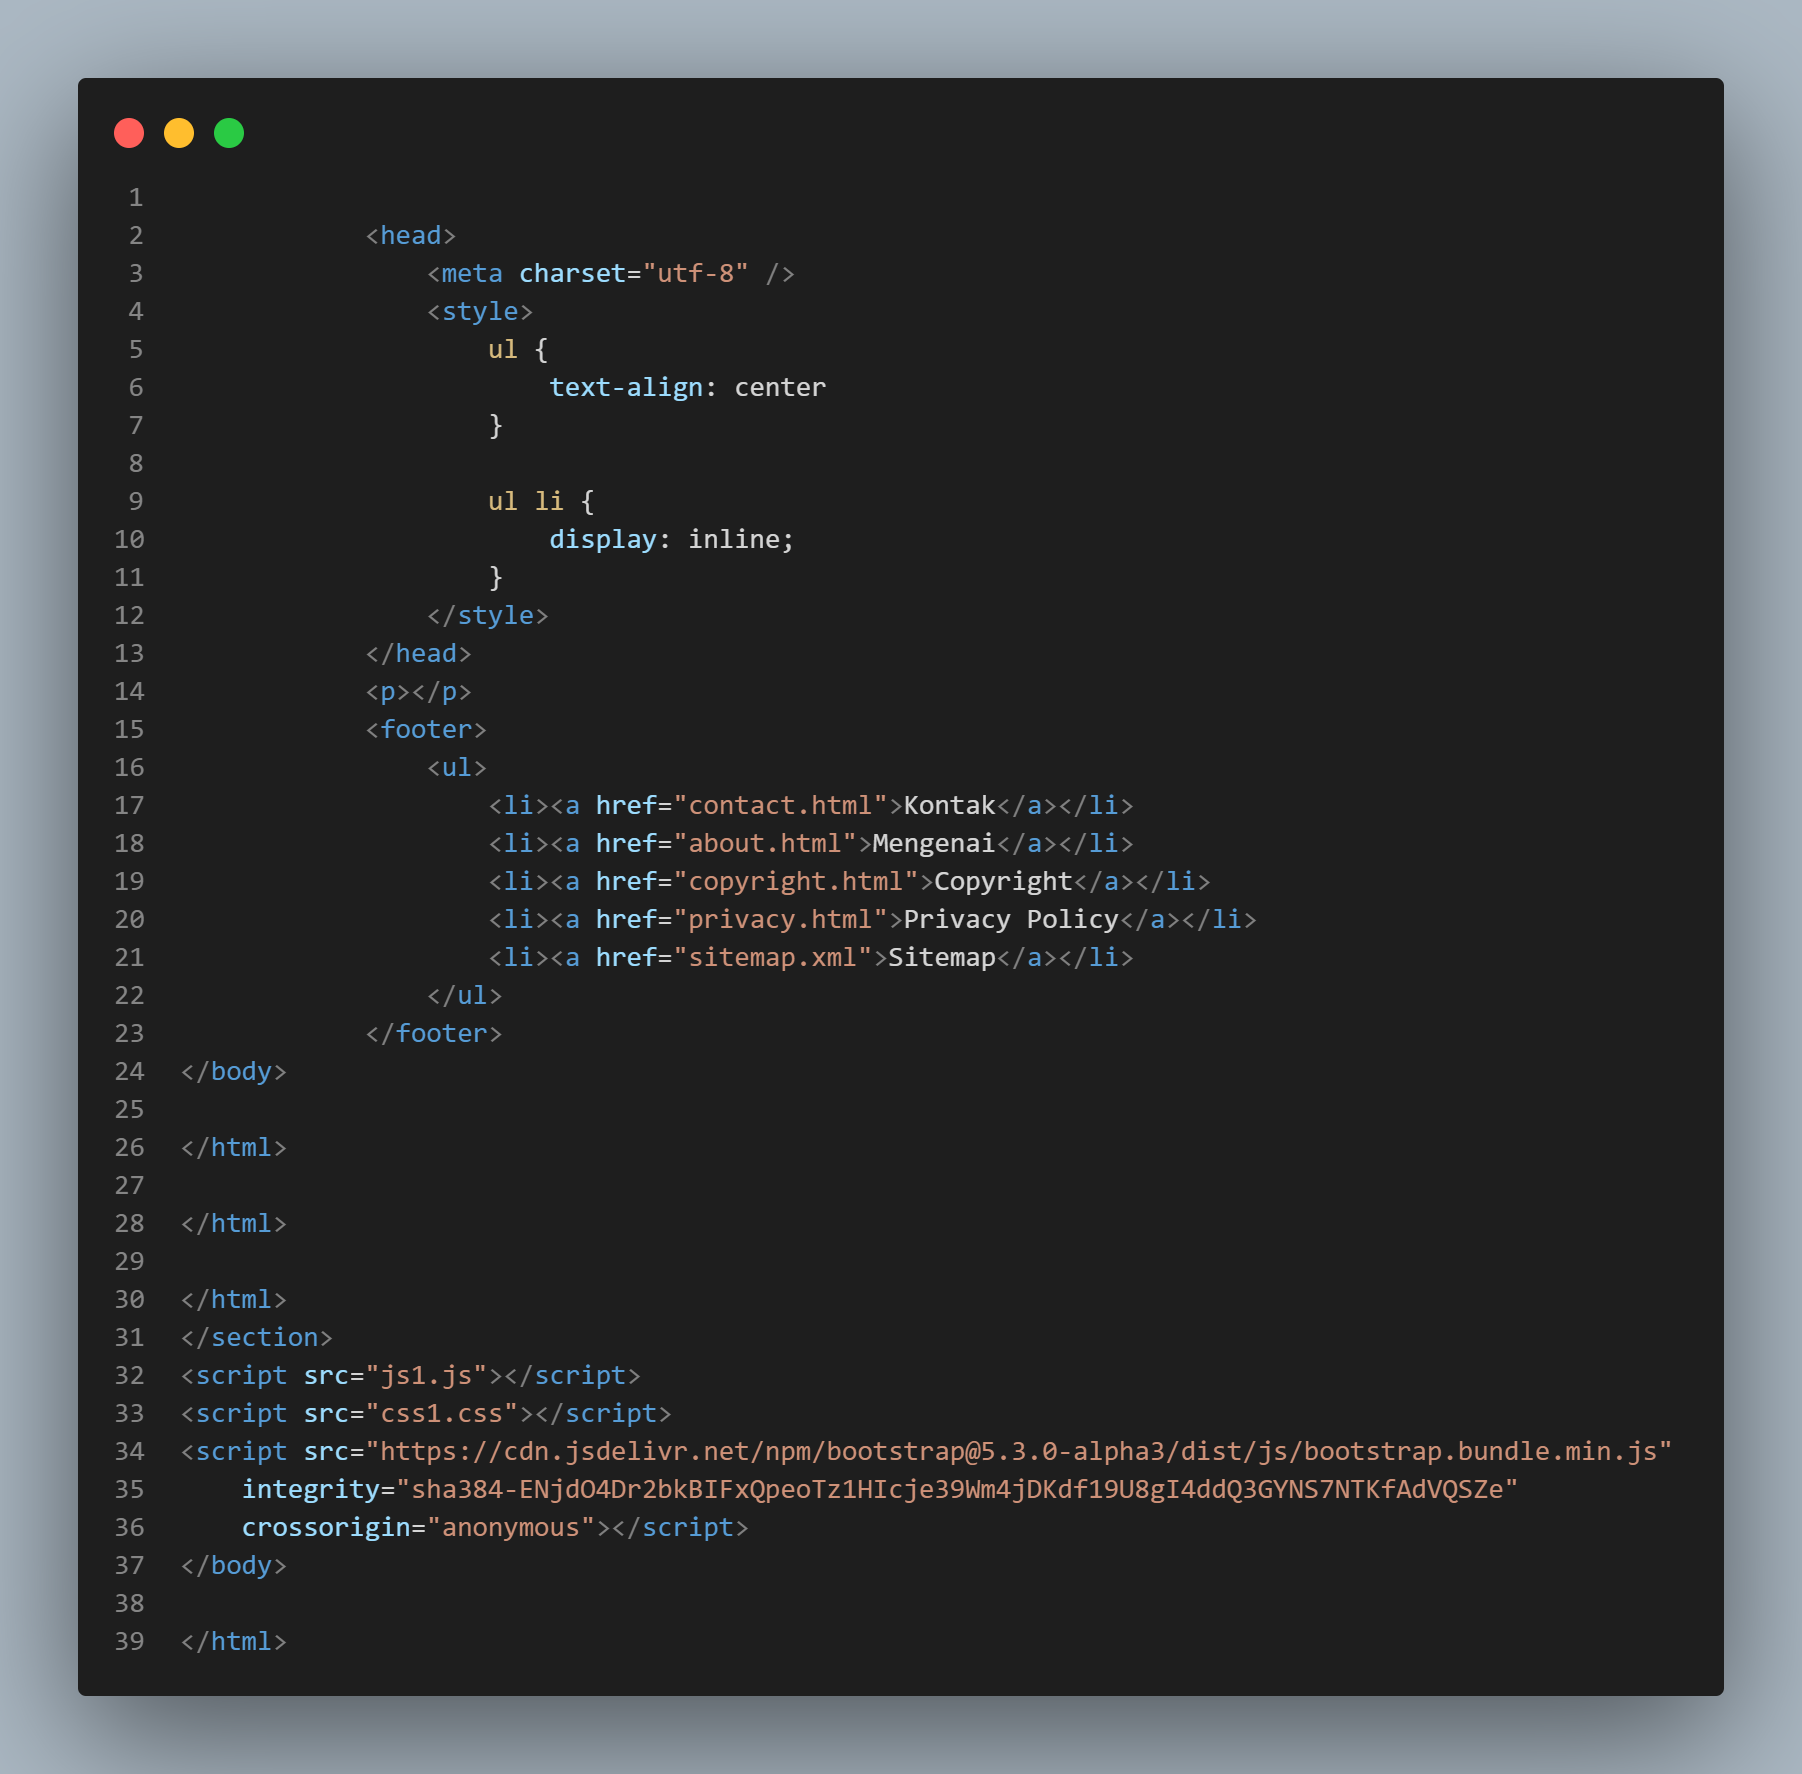 1
2 <head>
3 <meta charset="utf-8" />
4 <style>
5 ul {
6 text-align: center
7 }
8
9 ul li {
10 display: inline;
11 }
12 </style>
13 </head>
14 <p></p>
15 <footer>
16 <ul>
17 <li><a href="contact.html">Kontak</a></li>
18 <li><a href="about.html">Mengenai</a></li>
19 <li><a href="copyright.html">Copyright</a></li>
20 <li><a href="privacy.html">Privacy Policy</a></li>
21 <li><a href="sitemap.xml">Sitemap</a></li>
22 </ul>
23 </footer>
24 </body>
25
26 </html>
27
28 </html>
29
30 </html>
31 </section>
32 <script src="js1.js"></script>
33 <script src="css1.css"></script>
34 <script src="https://cdn.jsdelivr.net/npm/bootstrap@5.3.0-alpha3/dist/js/bootstrap.bundle.min.js"
35 integrity="sha384-ENjdO4Dr2bkBIFxQpeoTz1HIcje39Wm4jDKdf19U8gI4ddQ3GYNS7NTKfAdVQSZe"
36 crossorigin="anonymous"></script>
37 </body>
38
39 </html>